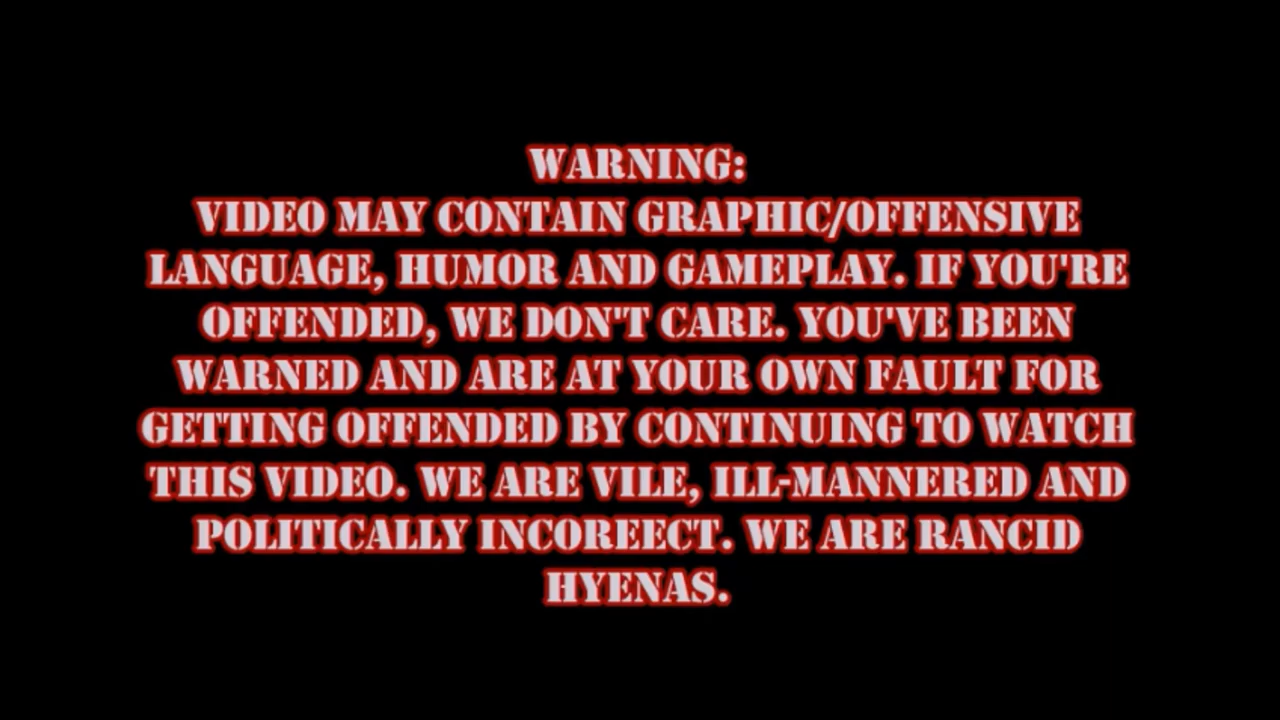 WARNING:
VIDEO MAY CONTAIN GRAPHIC/OFFENSIVE
LANGUAGE, HUMOR AND GAMEPLAY. IF YOU'RE
OFFENDED, WE DON'T CARE. YOU'VE BEEN
WARNED AND ARE AT YOUR OWN FAULT FOR
GETTING OFFENDED BY CONTINUING TO WATCH
THIS VIDEO. WE ARE VILE, ILL-MANNERED AND
POLITICALLY INCOREECT. WE ARE RANCID
HYENAS.